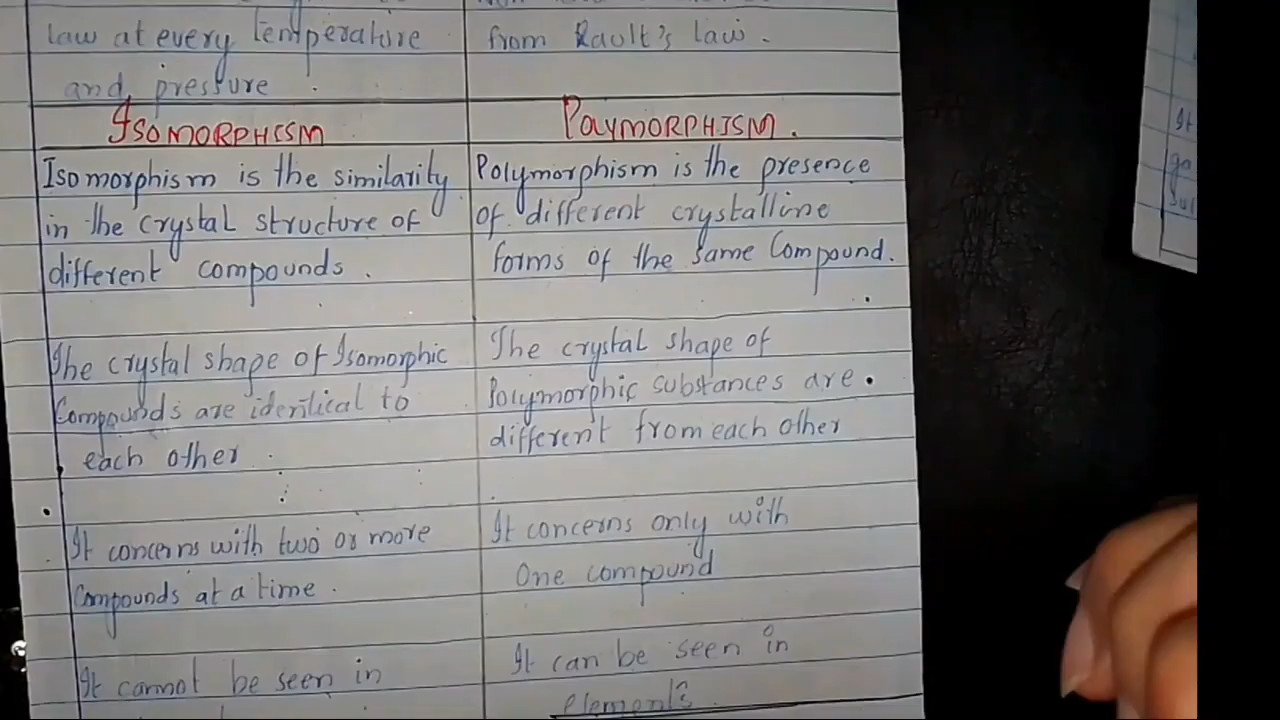 law at every temperature
and pressure .
from Rault's law .
ISOMORPHISM
Isomorphism is the similarity
in the crystal structure of
different compounds .
The crystal shape of Isomorphic
Compounds are identical to
each other .
It concerns with two or more
Compounds at a time .
It cannot be seen in
POLYMORPHISM .
Polymorphism is the presence
of different crystalline
forms of the same Compound .
The crystal shape of
Polymorphic substances are .
different from each other
It concerns only with
One compound
It can be seen in
elements
It
ga
Sul